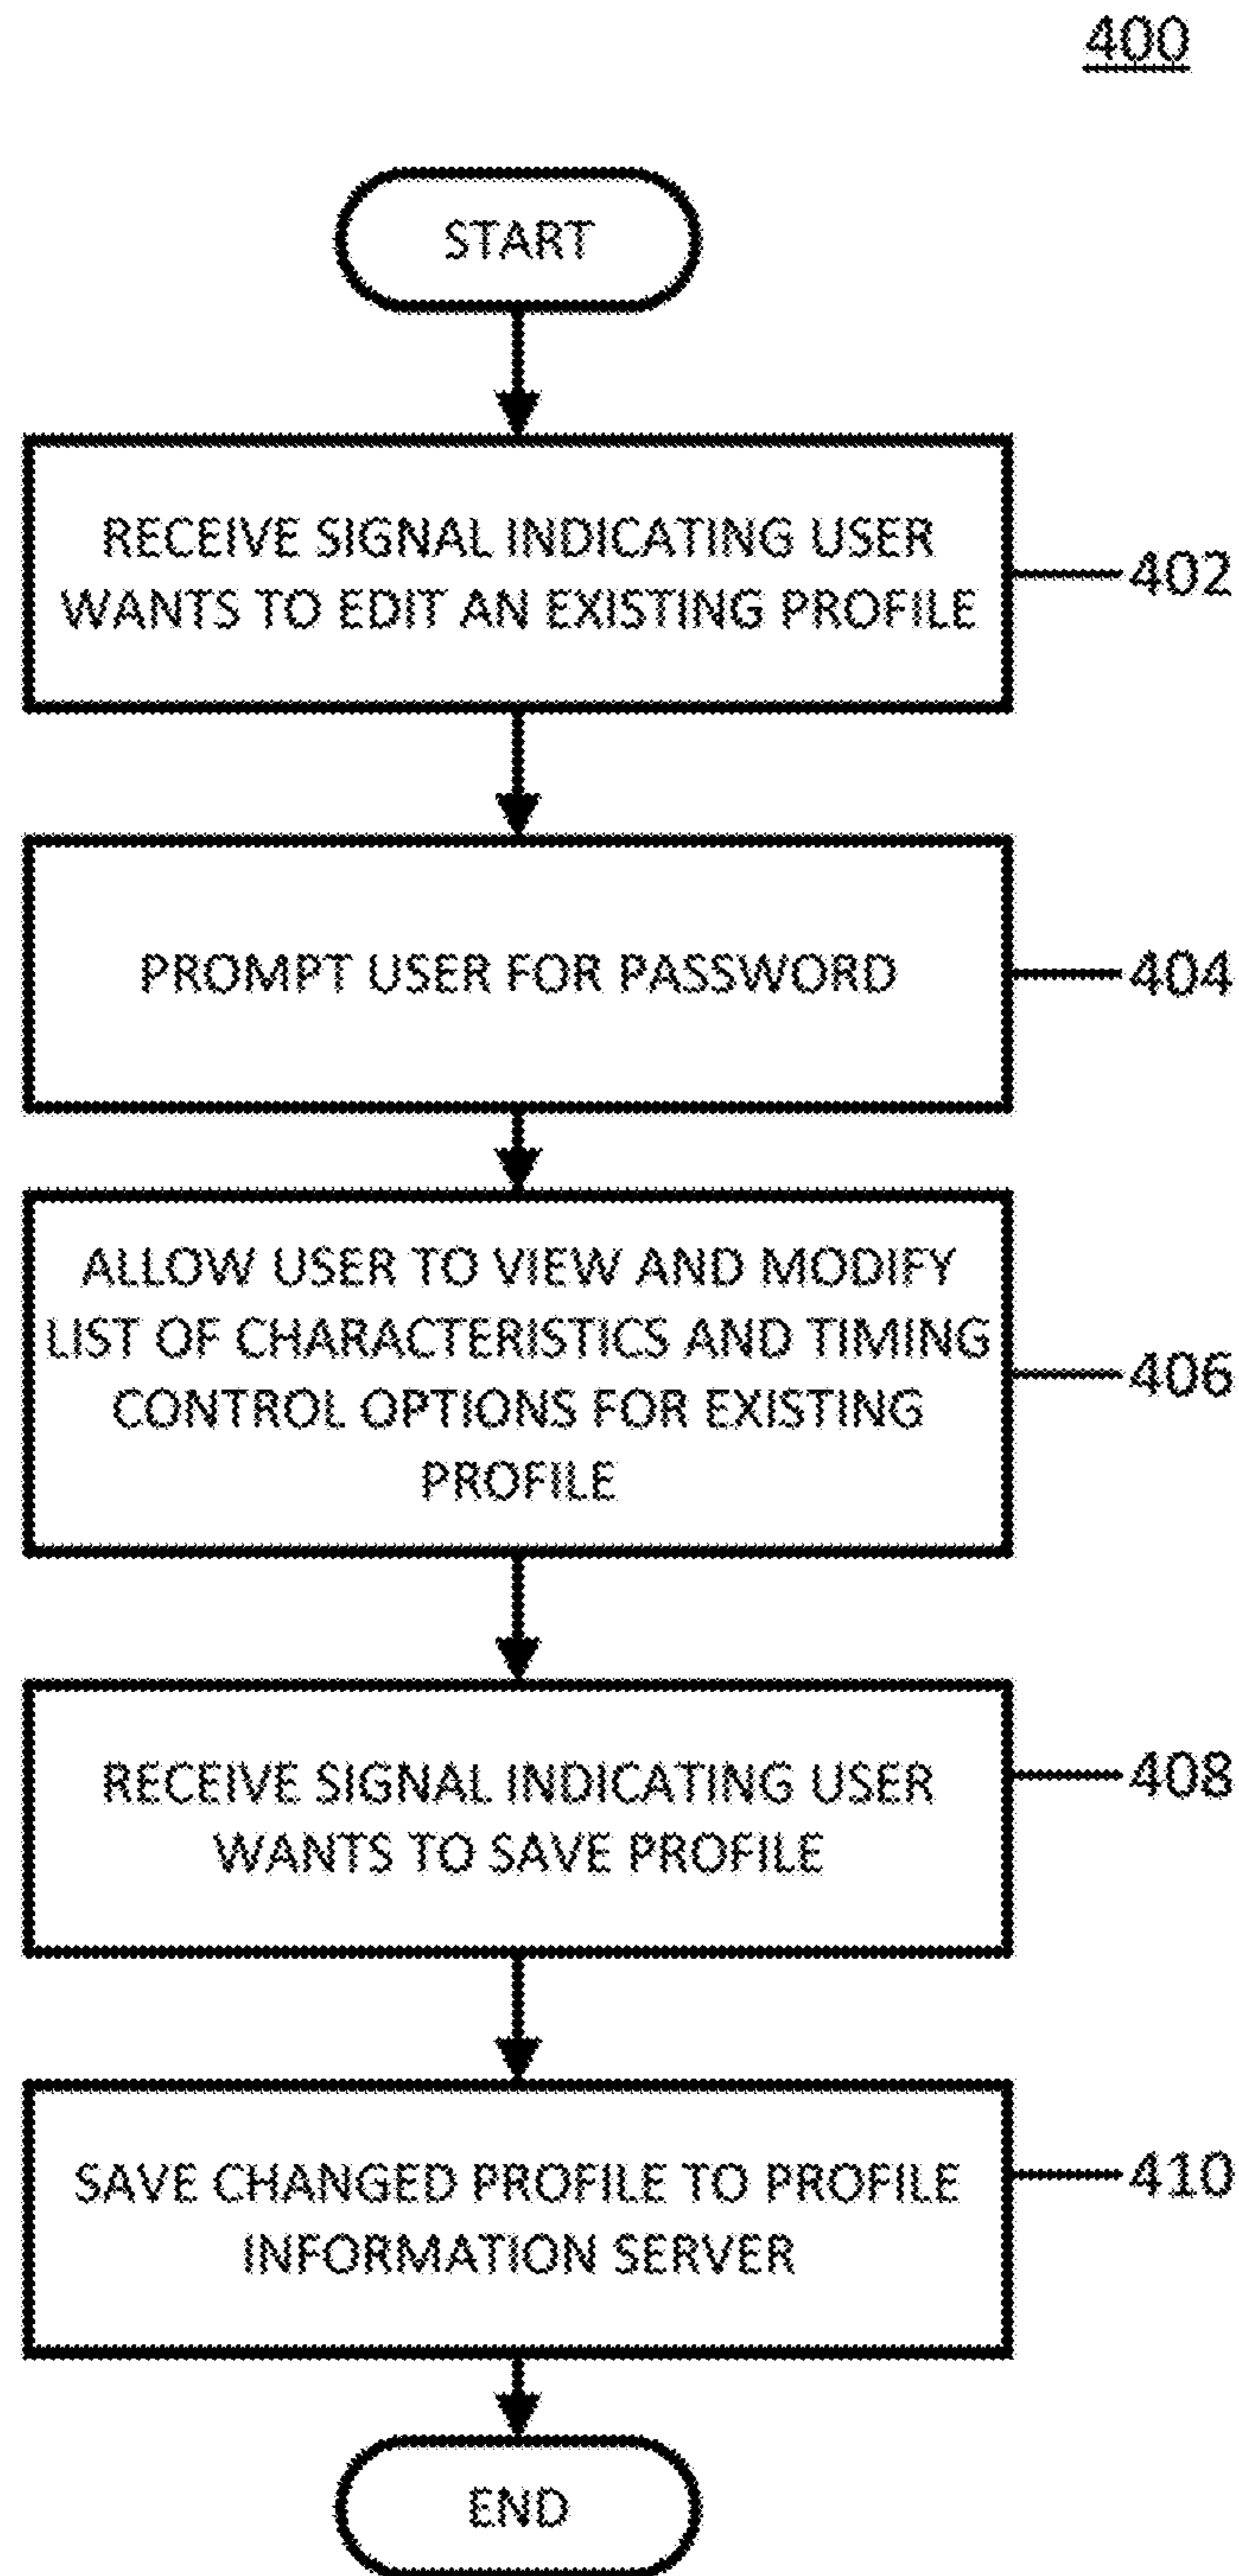 400
START
RECEIVE SIGNAL INDICATING USER
WANTS TO EDIT AN EXISTING PROFILE
402
PROMPT USER FOR PASSWORD
404
ALLOW USER TO VIEW AND MODIFY
LIST OF CHARACTERISTICS AND TIMING
CONTROL OPTIONS FOR EXISTING
PROFILE
406
RECEIVE SIGNAL INDICATING USER
WANTS TO SAVE PROFILE
408
SAVE CHANGED PROFILE TO PROFILE
INFORMATION SERVER
410
END